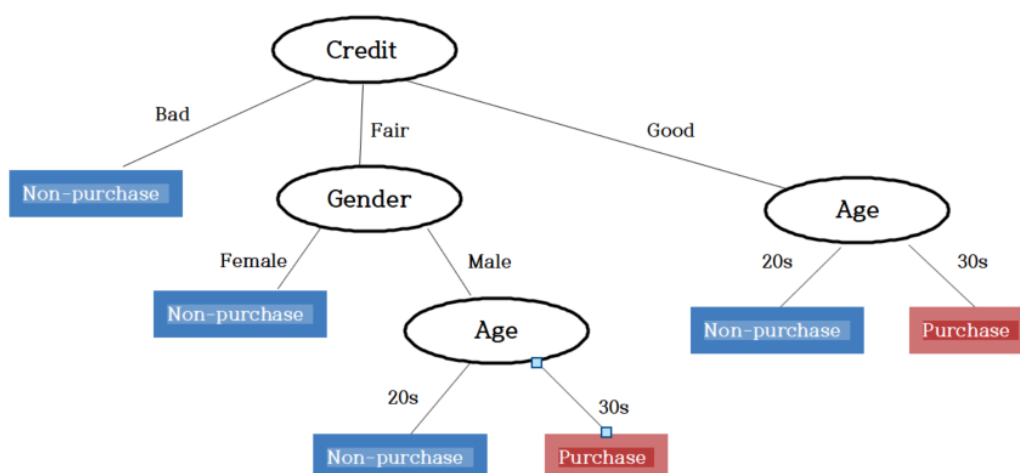 Credit
Bad
Fair
Good
Non-purchase
Gender
Age
Female
Male
20s
30s
Non-purchase
Age
Non-purchase
Purchase
20s
30s
Non-purchase
Purchase